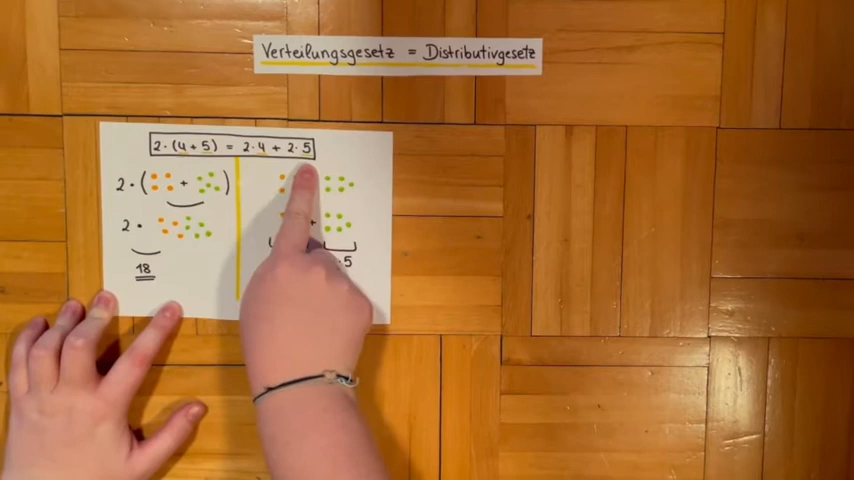 Verteilungsgesetz = Distributivgesetz
2·(4+5) = 2·4 + 2·5
2·( + )
+
2·
18
·5